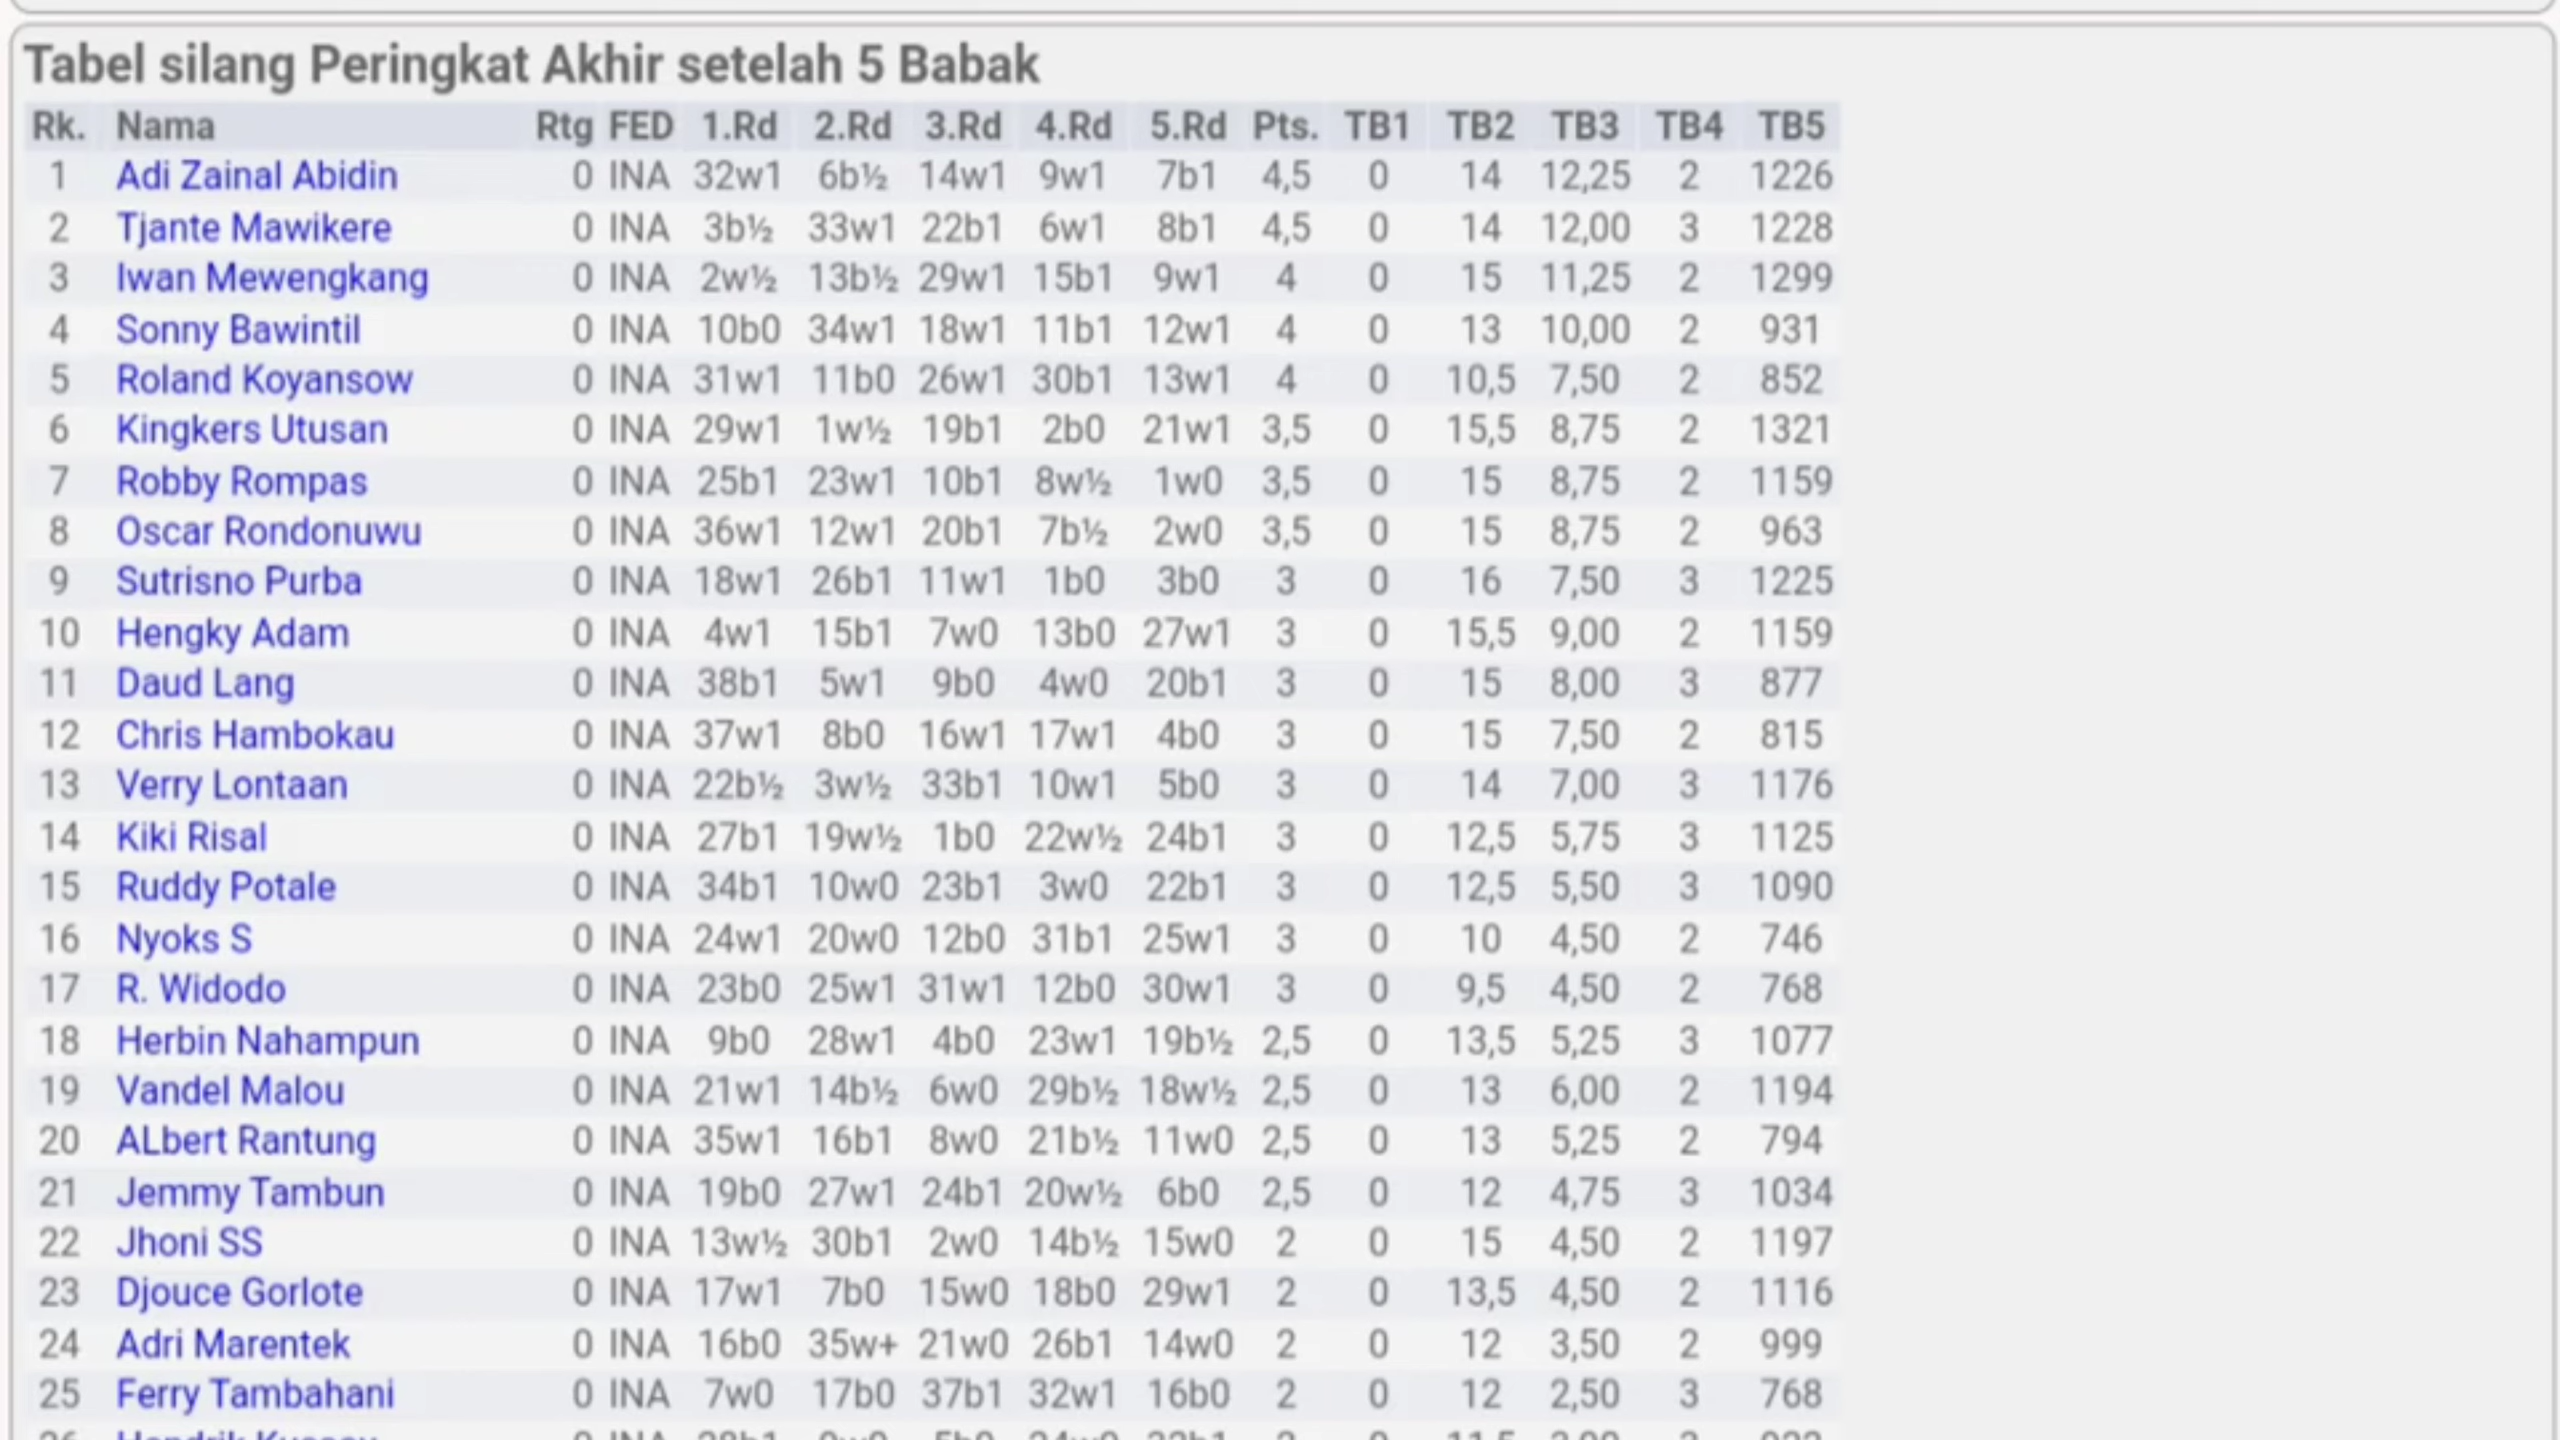 Tabel silang Peringkat Akhir setelah 5 Babak
Rk. Nama Rtg FED 1.Rd 2.Rd 3.Rd 4.Rd 5.Rd Pts. TB1 TB2 TB3 TB4 TB5
1 Adi Zainal Abidin 0 INA 32w1 6b½ 14w1 9w1 7b1 4,5 0 14 12,25 2 1226
2 Tjante Mawikere 0 INA 3b½ 33w1 22b1 6w1 8b1 4,5 0 14 12,00 3 1228
3 Iwan Mewengkang 0 INA 2w½ 13b½ 29w1 15b1 9w1 4 0 15 11,25 2 1299
4 Sonny Bawintil 0 INA 10b0 34w1 18w1 11b1 12w1 4 0 13 10,00 2 931
5 Roland Koyansow 0 INA 31w1 11b0 26w1 30b1 13w1 4 0 10,5 7,50 2 852
6 Kingkers Utusan 0 INA 29w1 1w½ 19b1 2b0 21w1 3,5 0 15,5 8,75 2 1321
7 Robby Rompas 0 INA 25b1 23w1 10b1 8w½ 1w0 3,5 0 15 8,75 2 1159
8 Oscar Rondonuwu 0 INA 36w1 12w1 20b1 7b½ 2w0 3,5 0 15 8,75 2 963
9 Sutrisno Purba 0 INA 18w1 26b1 11w1 1b0 3b0 3 0 16 7,50 3 1225
10 Hengky Adam 0 INA 4w1 15b1 7w0 13b0 27w1 3 0 15,5 9,00 2 1159
11 Daud Lang 0 INA 38b1 5w1 9b0 4w0 20b1 3 0 15 8,00 3 877
12 Chris Hambokau 0 INA 37w1 8b0 16w1 17w1 4b0 3 0 15 7,50 2 815
13 Verry Lontaan 0 INA 22b½ 3w½ 33b1 10w1 5b0 3 0 14 7,00 3 1176
14 Kiki Risal 0 INA 27b1 19w½ 1b0 22w½ 24b1 3 0 12,5 5,75 3 1125
15 Ruddy Potale 0 INA 34b1 10w0 23b1 3w0 22b1 3 0 12,5 5,50 3 1090
16 Nyoks S 0 INA 24w1 20w0 12b0 31b1 25w1 3 0 10 4,50 2 746
17 R. Widodo 0 INA 23b0 25w1 31w1 12b0 30w1 3 0 9,5 4,50 2 768
18 Herbin Nahampun 0 INA 9b0 28w1 4b0 23w1 19b½ 2,5 0 13,5 5,25 3 1077
19 Vandel Malou 0 INA 21w1 14b½ 6w0 29b½ 18w½ 2,5 0 13 6,00 2 1194
20 ALbert Rantung 0 INA 35w1 16b1 8w0 21b½ 11w0 2,5 0 13 5,25 2 794
21 Jemmy Tambun 0 INA 19b0 27w1 24b1 20w½ 6b0 2,5 0 12 4,75 3 1034
22 Jhoni SS 0 INA 13w½ 30b1 2w0 14b½ 15w0 2 0 15 4,50 2 1197
23 Djouce Gorlote 0 INA 17w1 7b0 15w0 18b0 29w1 2 0 13,5 4,50 2 1116
24 Adri Marentek 0 INA 16b0 35w+ 21w0 26b1 14w0 2 0 12 3,50 2 999
25 Ferry Tambahani 0 INA 7w0 17b0 37b1 32w1 16b0 2 0 12 2,50 3 768